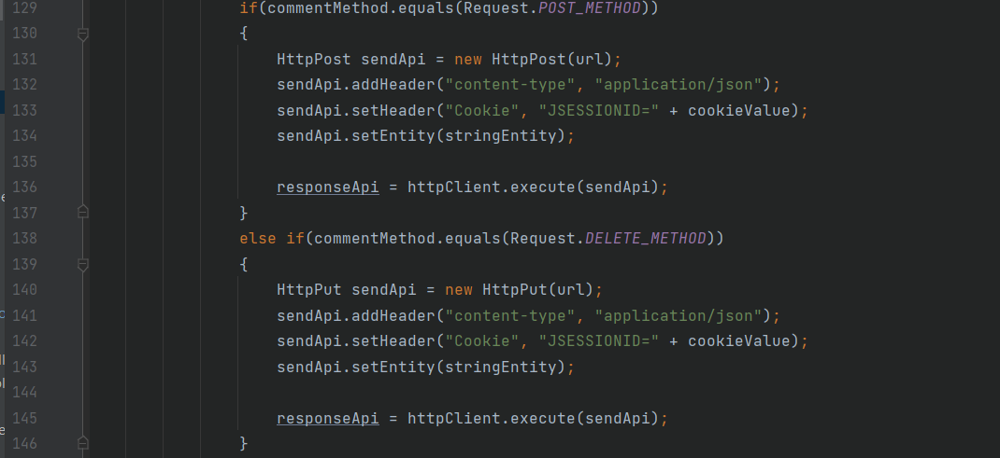 129 if(commentMethod.equals(Request.POST_METHOD))
130 {
131 HttpPost sendApi = new HttpPost(url);
132 sendApi.addHeader("content-type", "application/json");
133 sendApi.setHeader("Cookie", "JSESSIONID=" + cookieValue);
134 sendApi.setEntity(stringEntity);
135
136 responseApi = httpClient.execute(sendApi);
137 }
138 else if(commentMethod.equals(Request.DELETE_METHOD))
139 {
140 HttpPut sendApi = new HttpPut(url);
141 sendApi.addHeader("content-type", "application/json");
142 sendApi.setHeader("Cookie", "JSESSIONID=" + cookieValue);
143 sendApi.setEntity(stringEntity);
144
145 responseApi = httpClient.execute(sendApi);
146 }